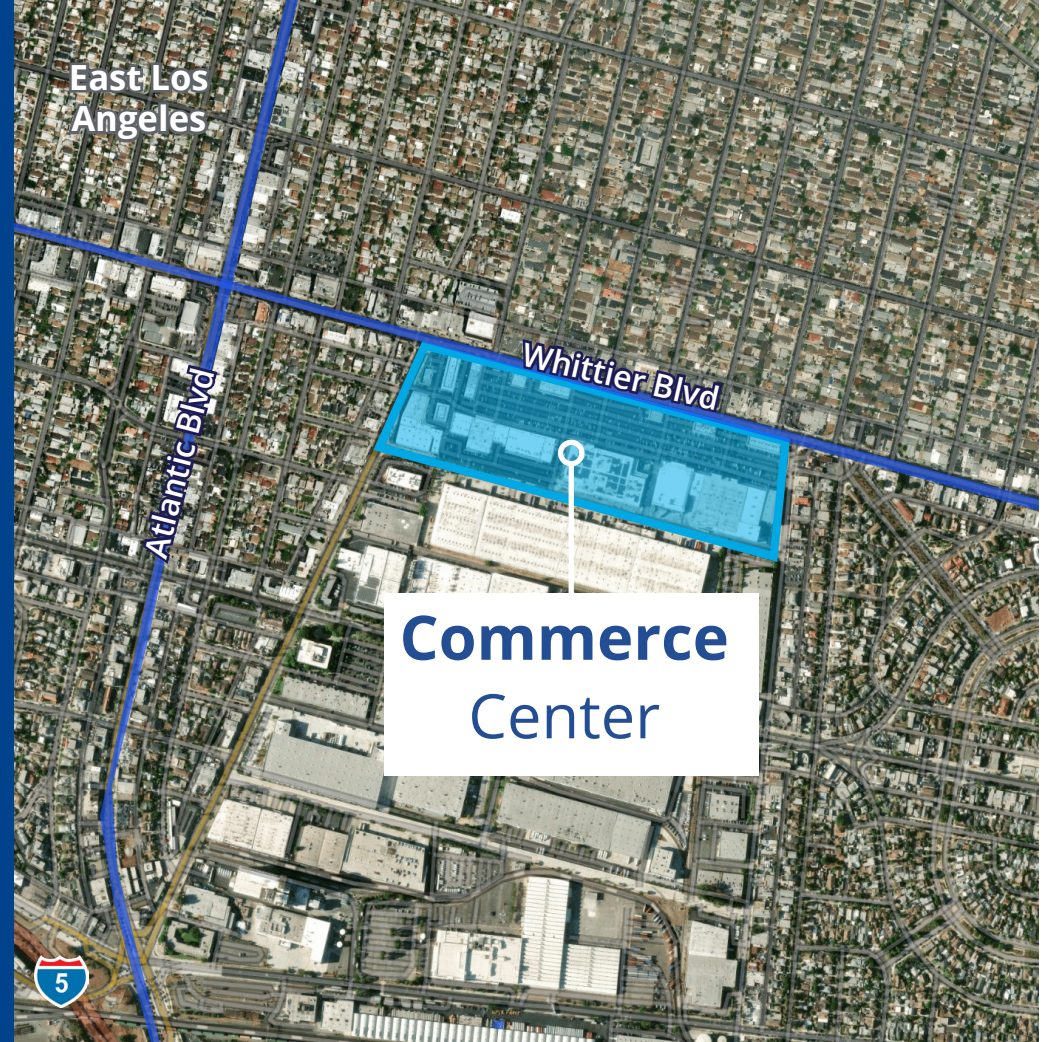 East Los
Angeles
Whittier Blvd
Atlantic Blvd
Commerce
Center
5